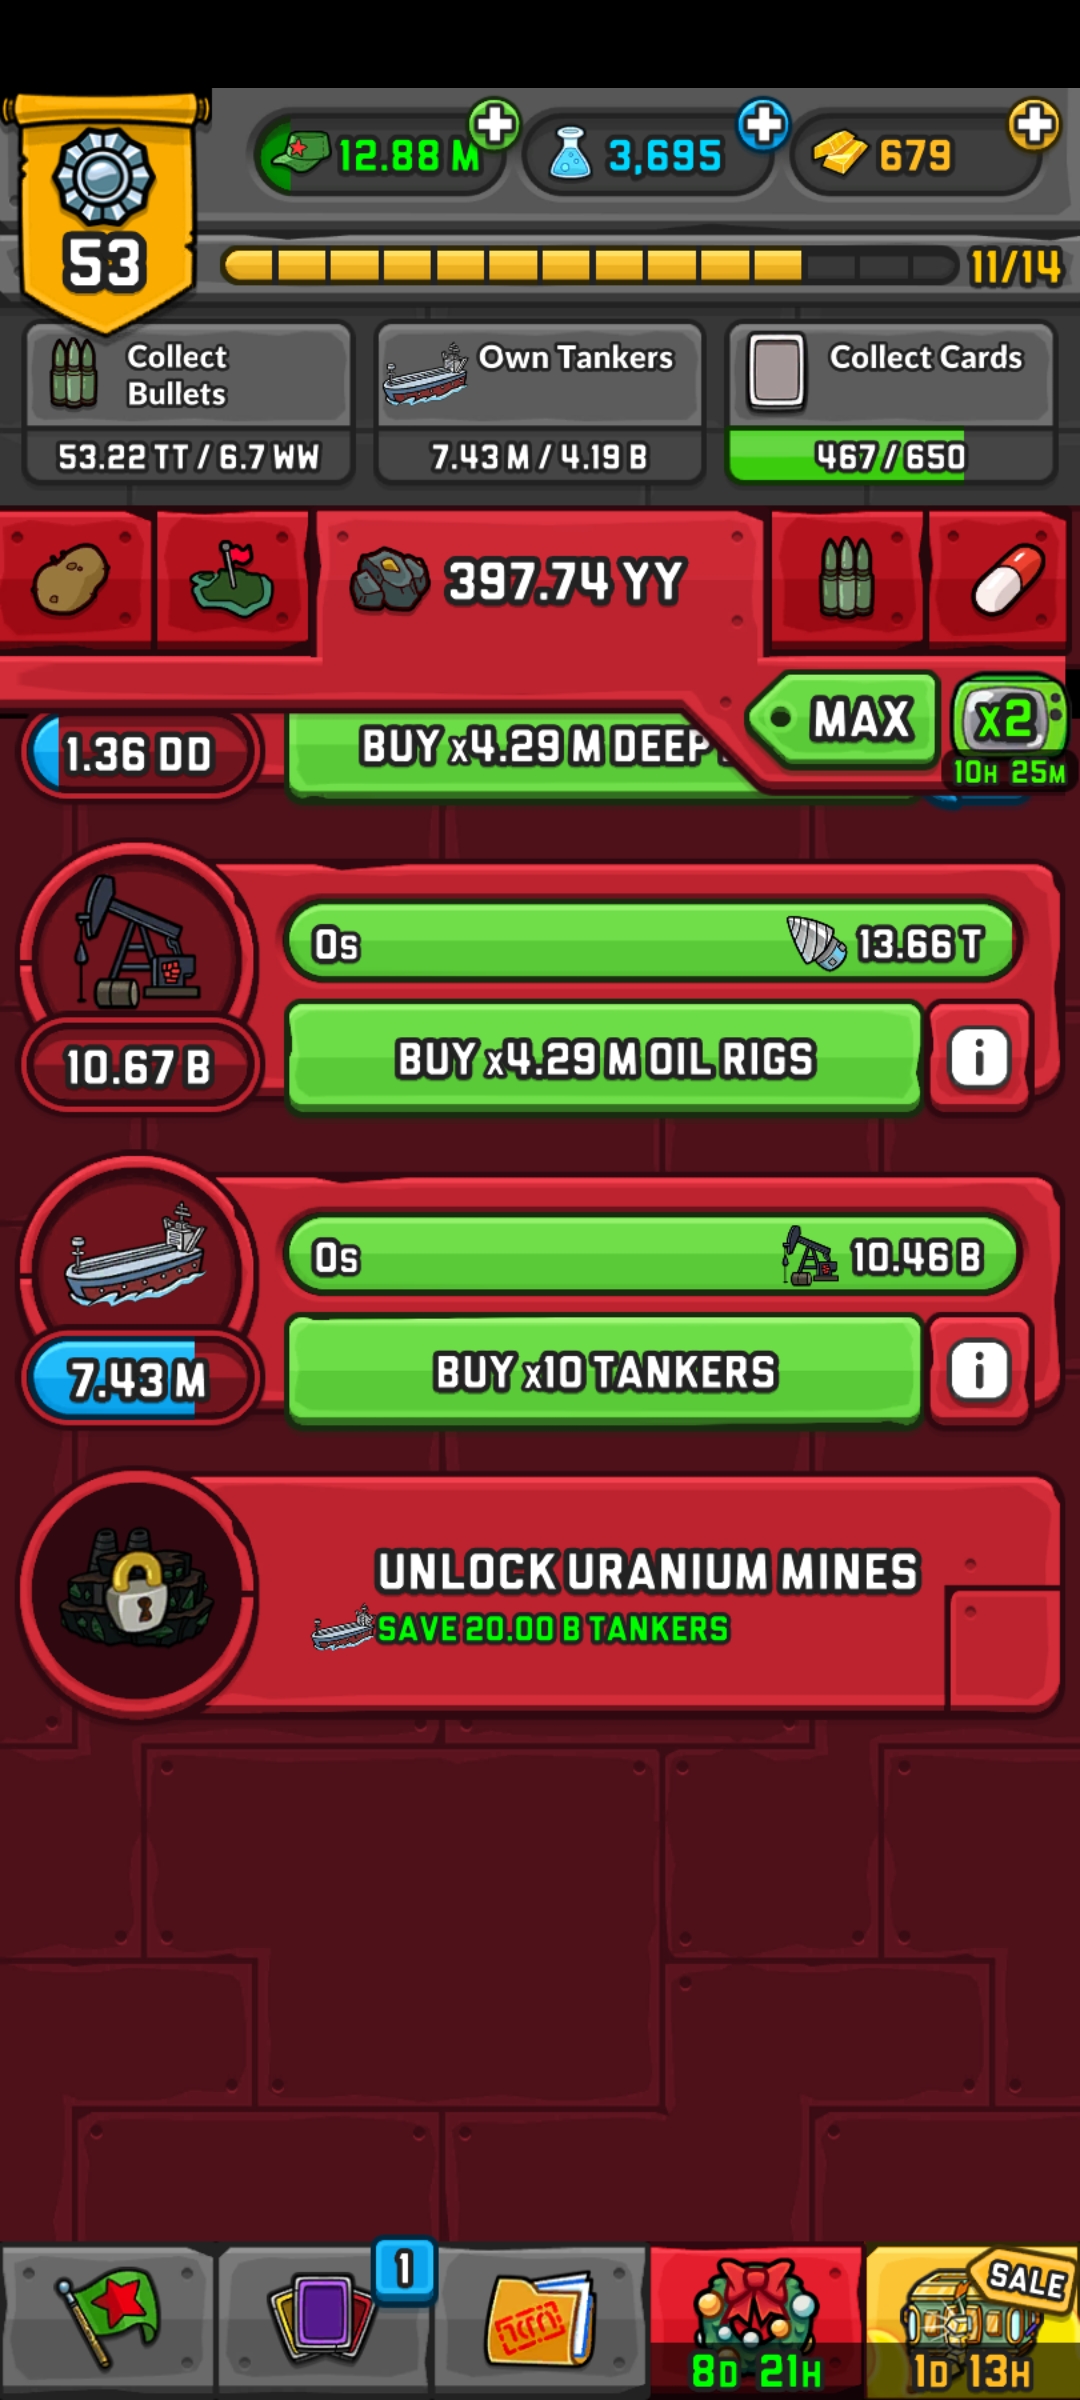 12.88 M
3,695
679
53
11/14
Collect
Bullets
53.22 TT / 6.7 WW
Own Tankers
7.43 M / 4.19 B
Collect Cards
467 / 650
397.74 YY
MAX
x2
10H 25M
1.36 DD
BUY x4.29 M DEEP
0s
13.66 T
10.67 B
BUY x4.29 M OIL RIGS
i
0s
10.46 B
7.43 M
BUY x10 TANKERS
i
UNLOCK URANIUM MINES
SAVE 20.00 B TANKERS
1
8D 21H
SALE
1D 13H